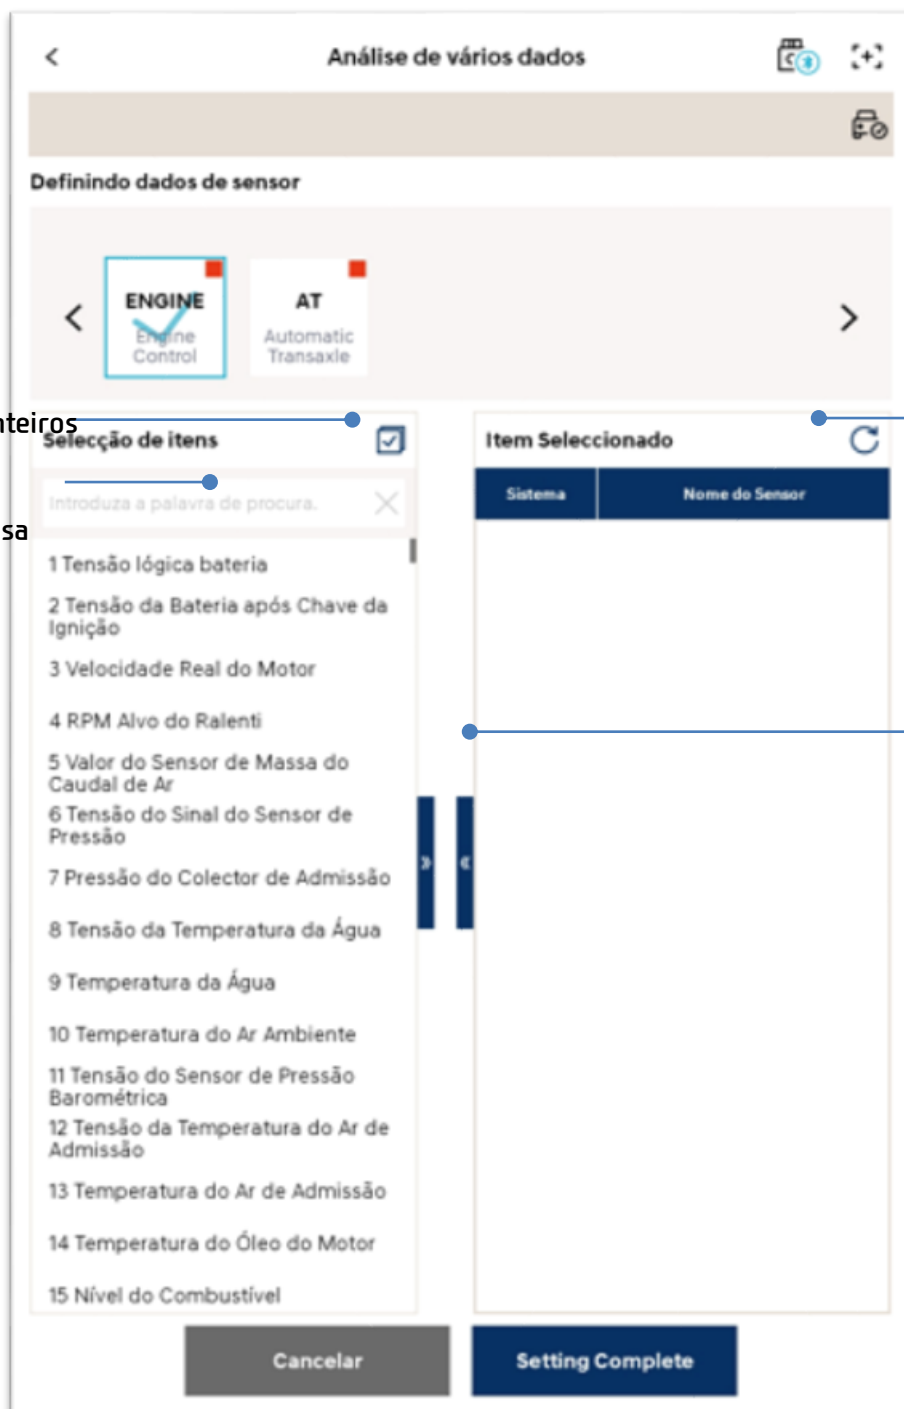 Análise de vários dados
Definindo dados de sensor
ENGINE
Engine
Control
AT
Automatic
Transaxle
nteiros
Selecção de itens
Introduza a palavra de procura.
sa
1 Tensão lógica bateria
2 Tensão da Bateria após Chave da
Ignição
3 Velocidade Real do Motor
4 RPM Alvo do Ralenti
5 Valor do Sensor de Massa do
Caudal de Ar
6 Tensão do Sinal do Sensor de
Pressão
7 Pressão do Colector de Admissão
8 Tensão da Temperatura da Água
9 Temperatura da Água
10 Temperatura do Ar Ambiente
11 Tensão do Sensor de Pressão
Barométrica
12 Tensão da Temperatura do Ar de
Admissão
13 Temperatura do Ar de Admissão
14 Temperatura do Óleo do Motor
15 Nível do Combustível
Item Seleccionado
Sistema
Nome do Sensor
Cancelar
Setting Complete